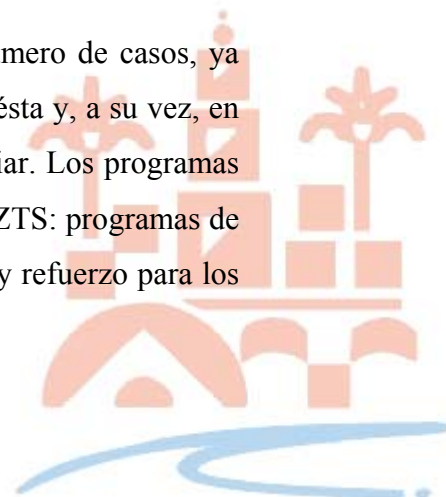 mero de casos, ya
ésta y, a su vez, en
iar. Los programas
ZTS: programas de
y refuerzo para los